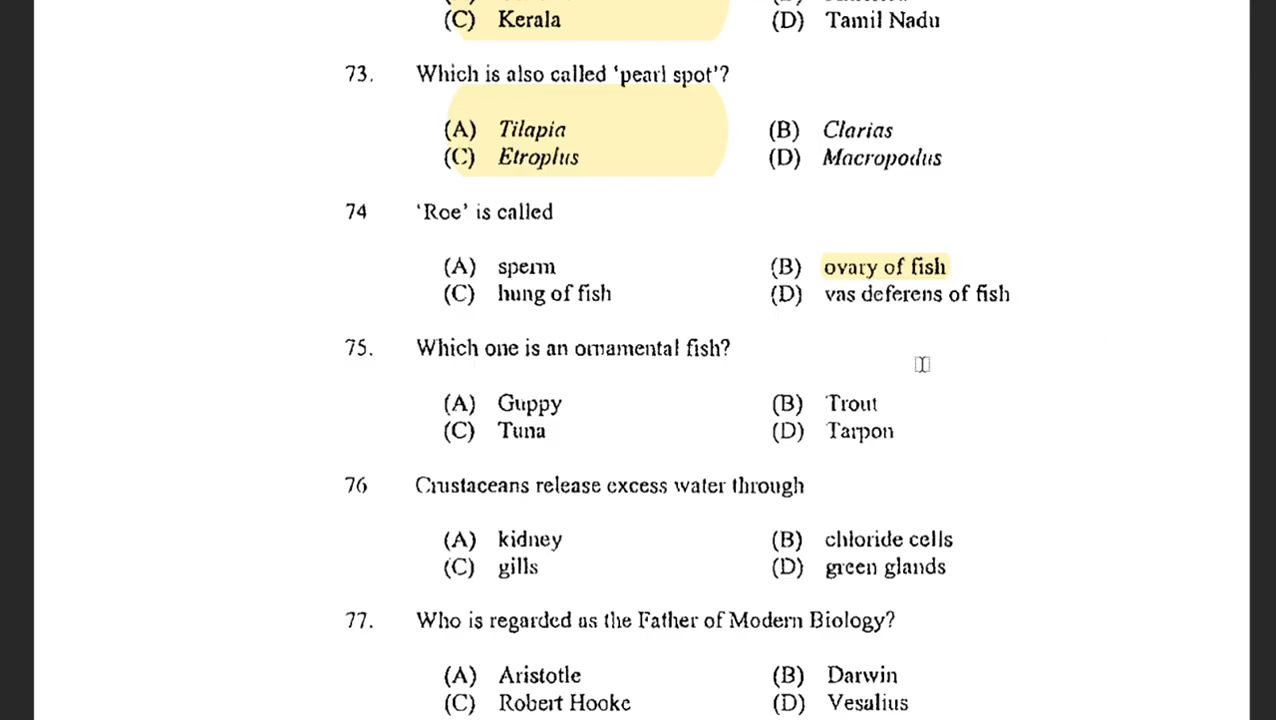 (C) Kerala (D) Tamil Nadu
73. Which is also called ‘pearl spot’?
(A) Tilapia (B) Clarias
(C) Etroplus (D) Macropodus
74 ‘Roe’ is called
(A) sperm (B) ovary of fish
(C) hung of fish (D) vas deferens of fish
75. Which one is an ornamental fish?
(A) Guppy (B) Trout
(C) Tuna (D) Tarpon
76 Crustaceans release excess water through
(A) kidney (B) chloride cells
(C) gills (D) green glands
77. Who is regarded as the Father of Modern Biology?
(A) Aristotle (B) Darwin
(C) Robert Hooke (D) Vesalius